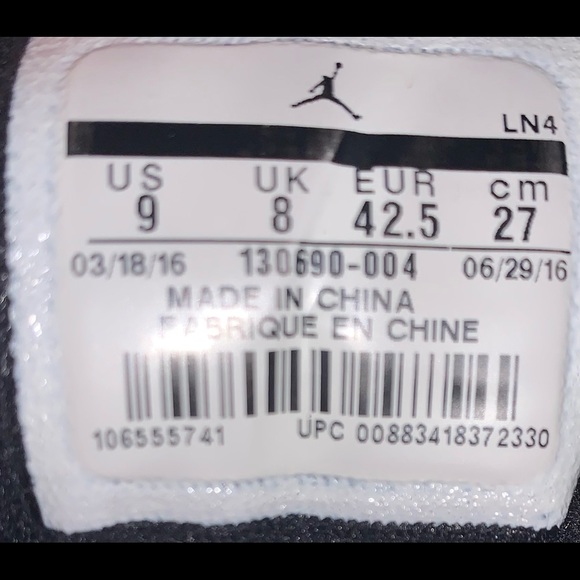 LN4
US UK EUR cm
9 8 42.5 27
03/18/16 130690-004 06/29/16
MADE IN CHINA
FABRIQUE EN CHINE
106555741 UPC 00883418372330